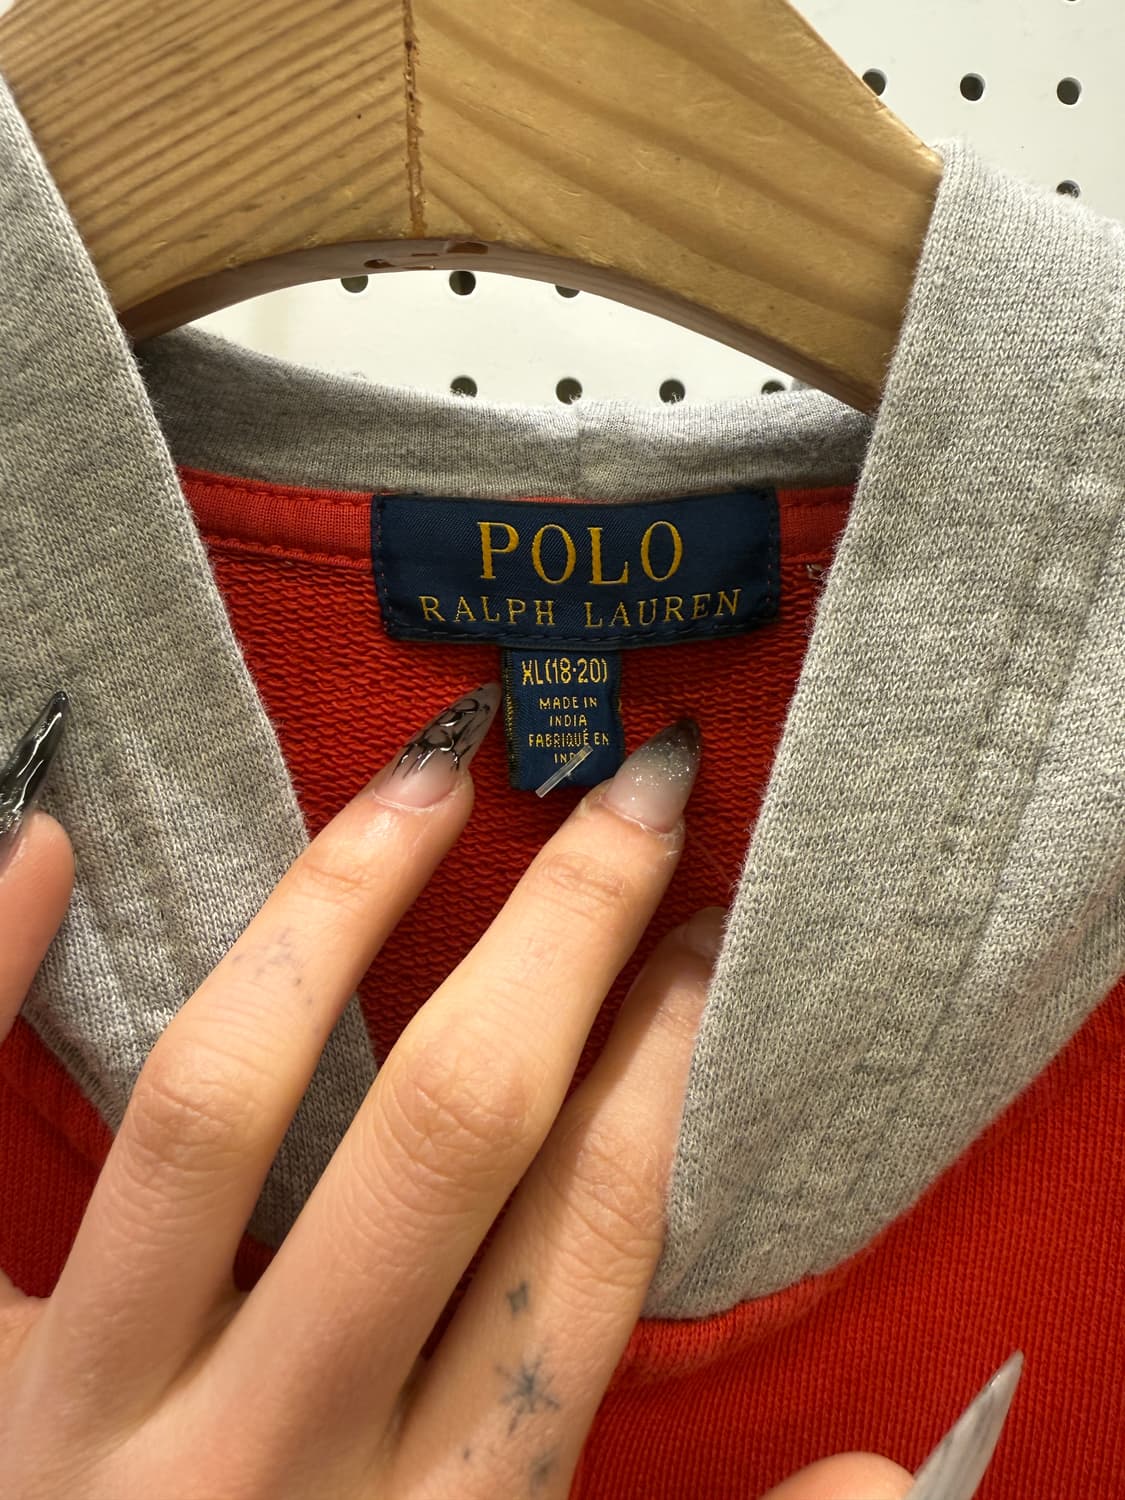 POLO
RALPH LAUREN
XL(18-20)
MADE IN
INDIA
FABRIQUÉ EN